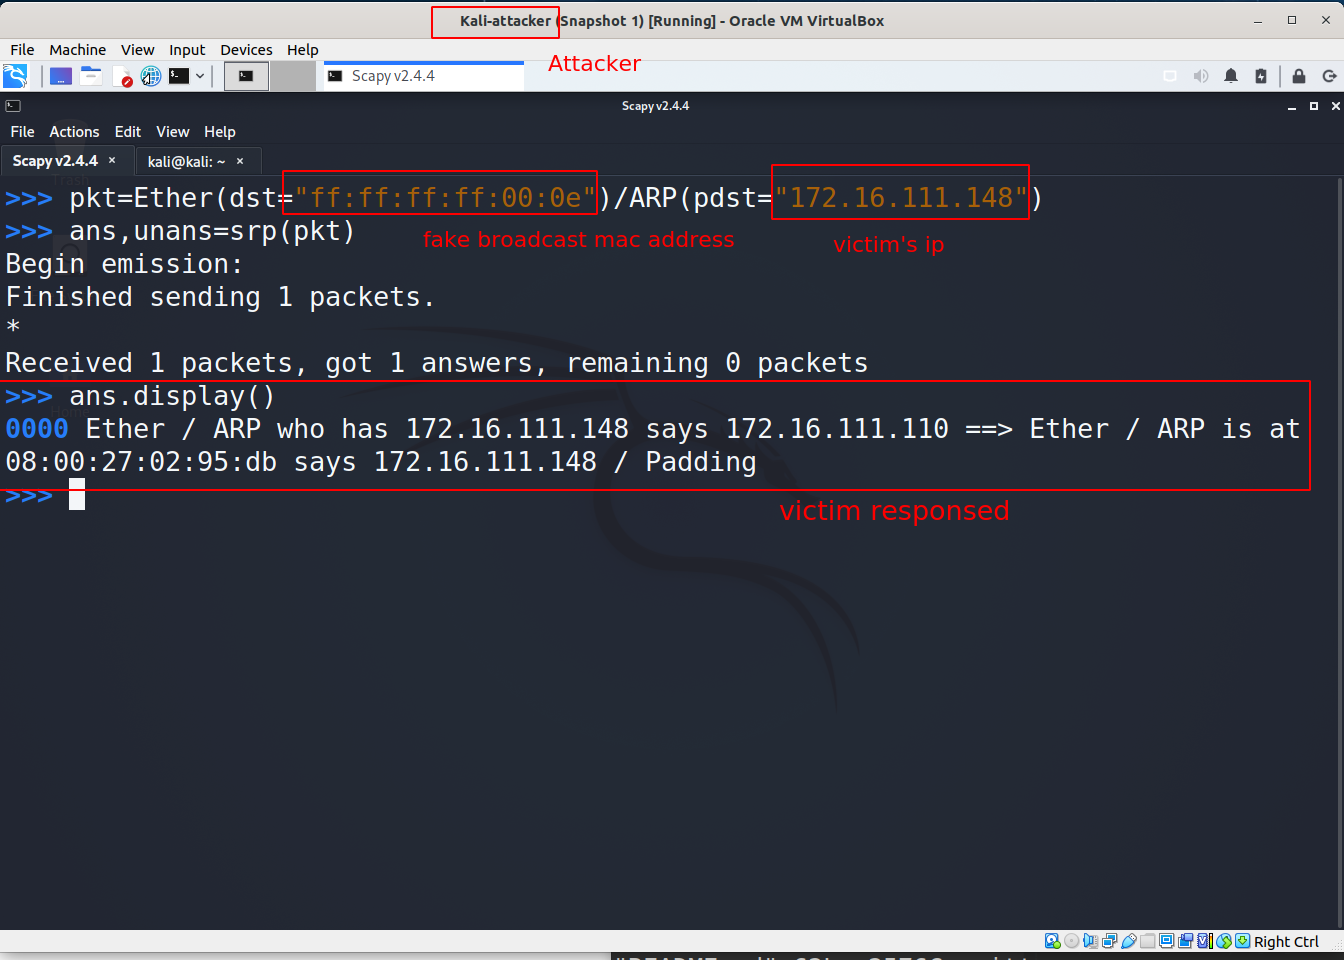 Kali-attacker (Snapshot 1) [Running] - Oracle VM VirtualBox
File Machine View Input Devices Help
Attacker
Scapy v2.4.4
Scapy v2.4.4
File Actions Edit View Help
Scapy v2.4.4 × kali@kali: ~ ×
>>> pkt=Ether(dst="ff:ff:ff:ff:00:0e")/ARP(pdst="172.16.111.148")
>>> ans,unans=srp(pkt)
fake broadcast mac address victim's ip
Begin emission:
Finished sending 1 packets.
*
Received 1 packets, got 1 answers, remaining 0 packets
>>> ans.display()
0000 Ether / ARP who has 172.16.111.148 says 172.16.111.110 ==> Ether / ARP is at
08:00:27:02:95:db says 172.16.111.148 / Padding
>>>
victim responsed
Right Ctrl